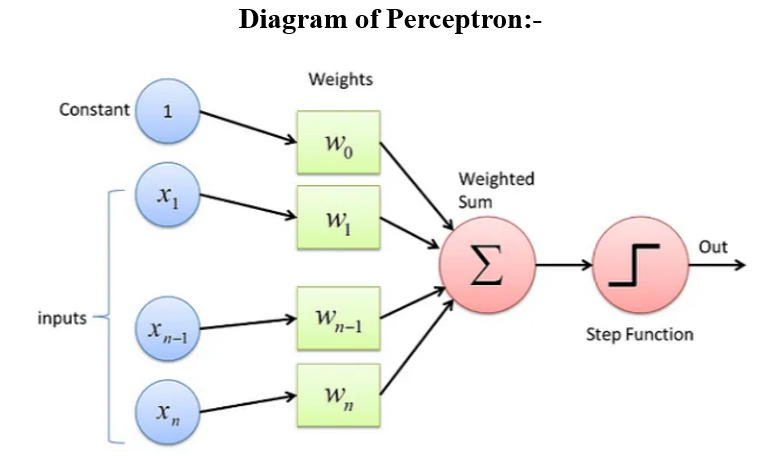 Diagram of Perceptron:-
Weights
Constant
1
w₀
x₁
w₁
Weighted
Sum
Σ
Out
inputs
xₙ₋₁
wₙ₋₁
Step Function
xₙ
wₙ